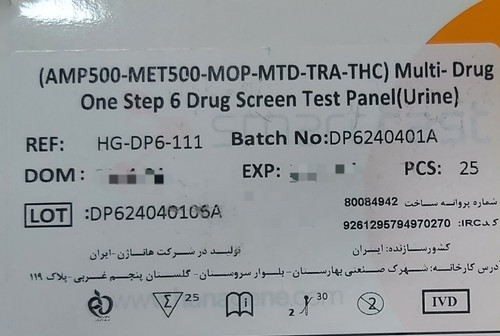 (AMP500-MET500-MOP-MTD-TRA-THC) Multi- Drug
One Step 6 Drug Screen Test Panel(Urine)
REF: HG-DP6-111 Batch No:DP6240401A
DOM: EXP: PCS: 25
LOT :DP624040106A
شماره پروانه ساخت 80084942
کد IRC: 9261295794970270
تولید در شرکت هاناژن-ایران کشورسازنده: ایران
آدرس کارخانه: شهرک صنعتی بهارستان- بلوار سروستان- گلستان پنجم غربی-پلاک ۱۱۹
25 2 30 2 IVD